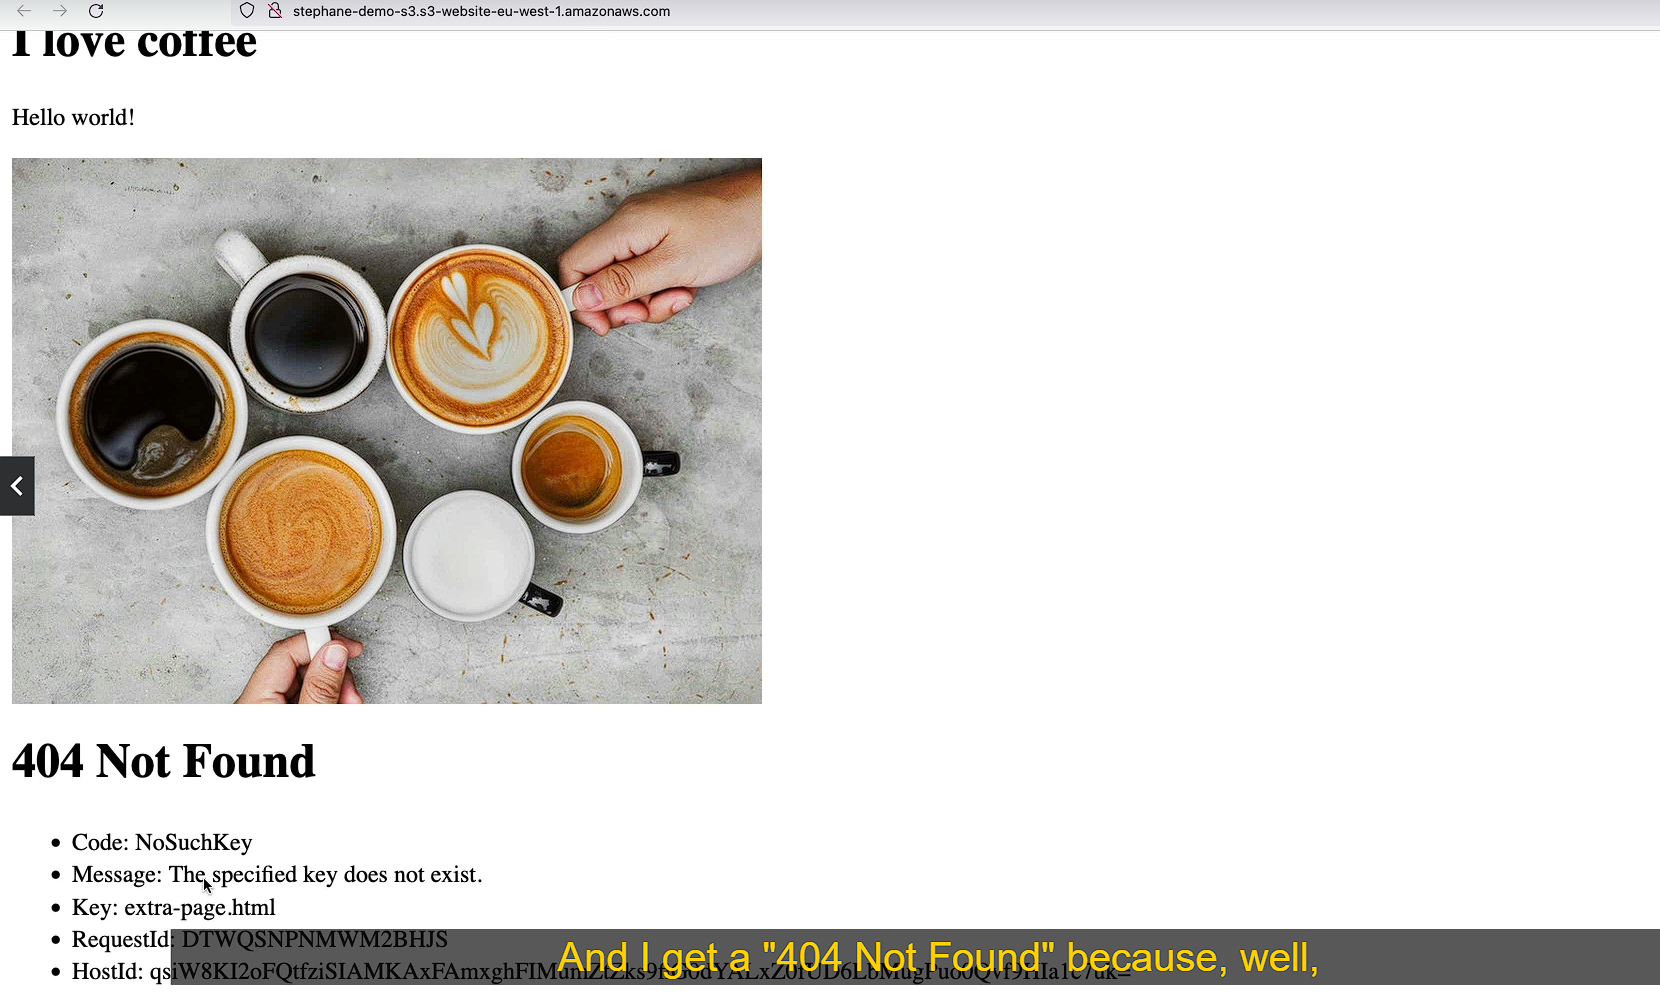 stephane-demo-s3.s3-website-eu-west-1.amazonaws.com
I love coffee
Hello world!
404 Not Found
Code: NoSuchKey
Message: The specified key does not exist.
Key: extra-page.html
RequestId: DTWQSNPNMWM2BHJS
HostId:
And I get a "404 Not Found" because, well,